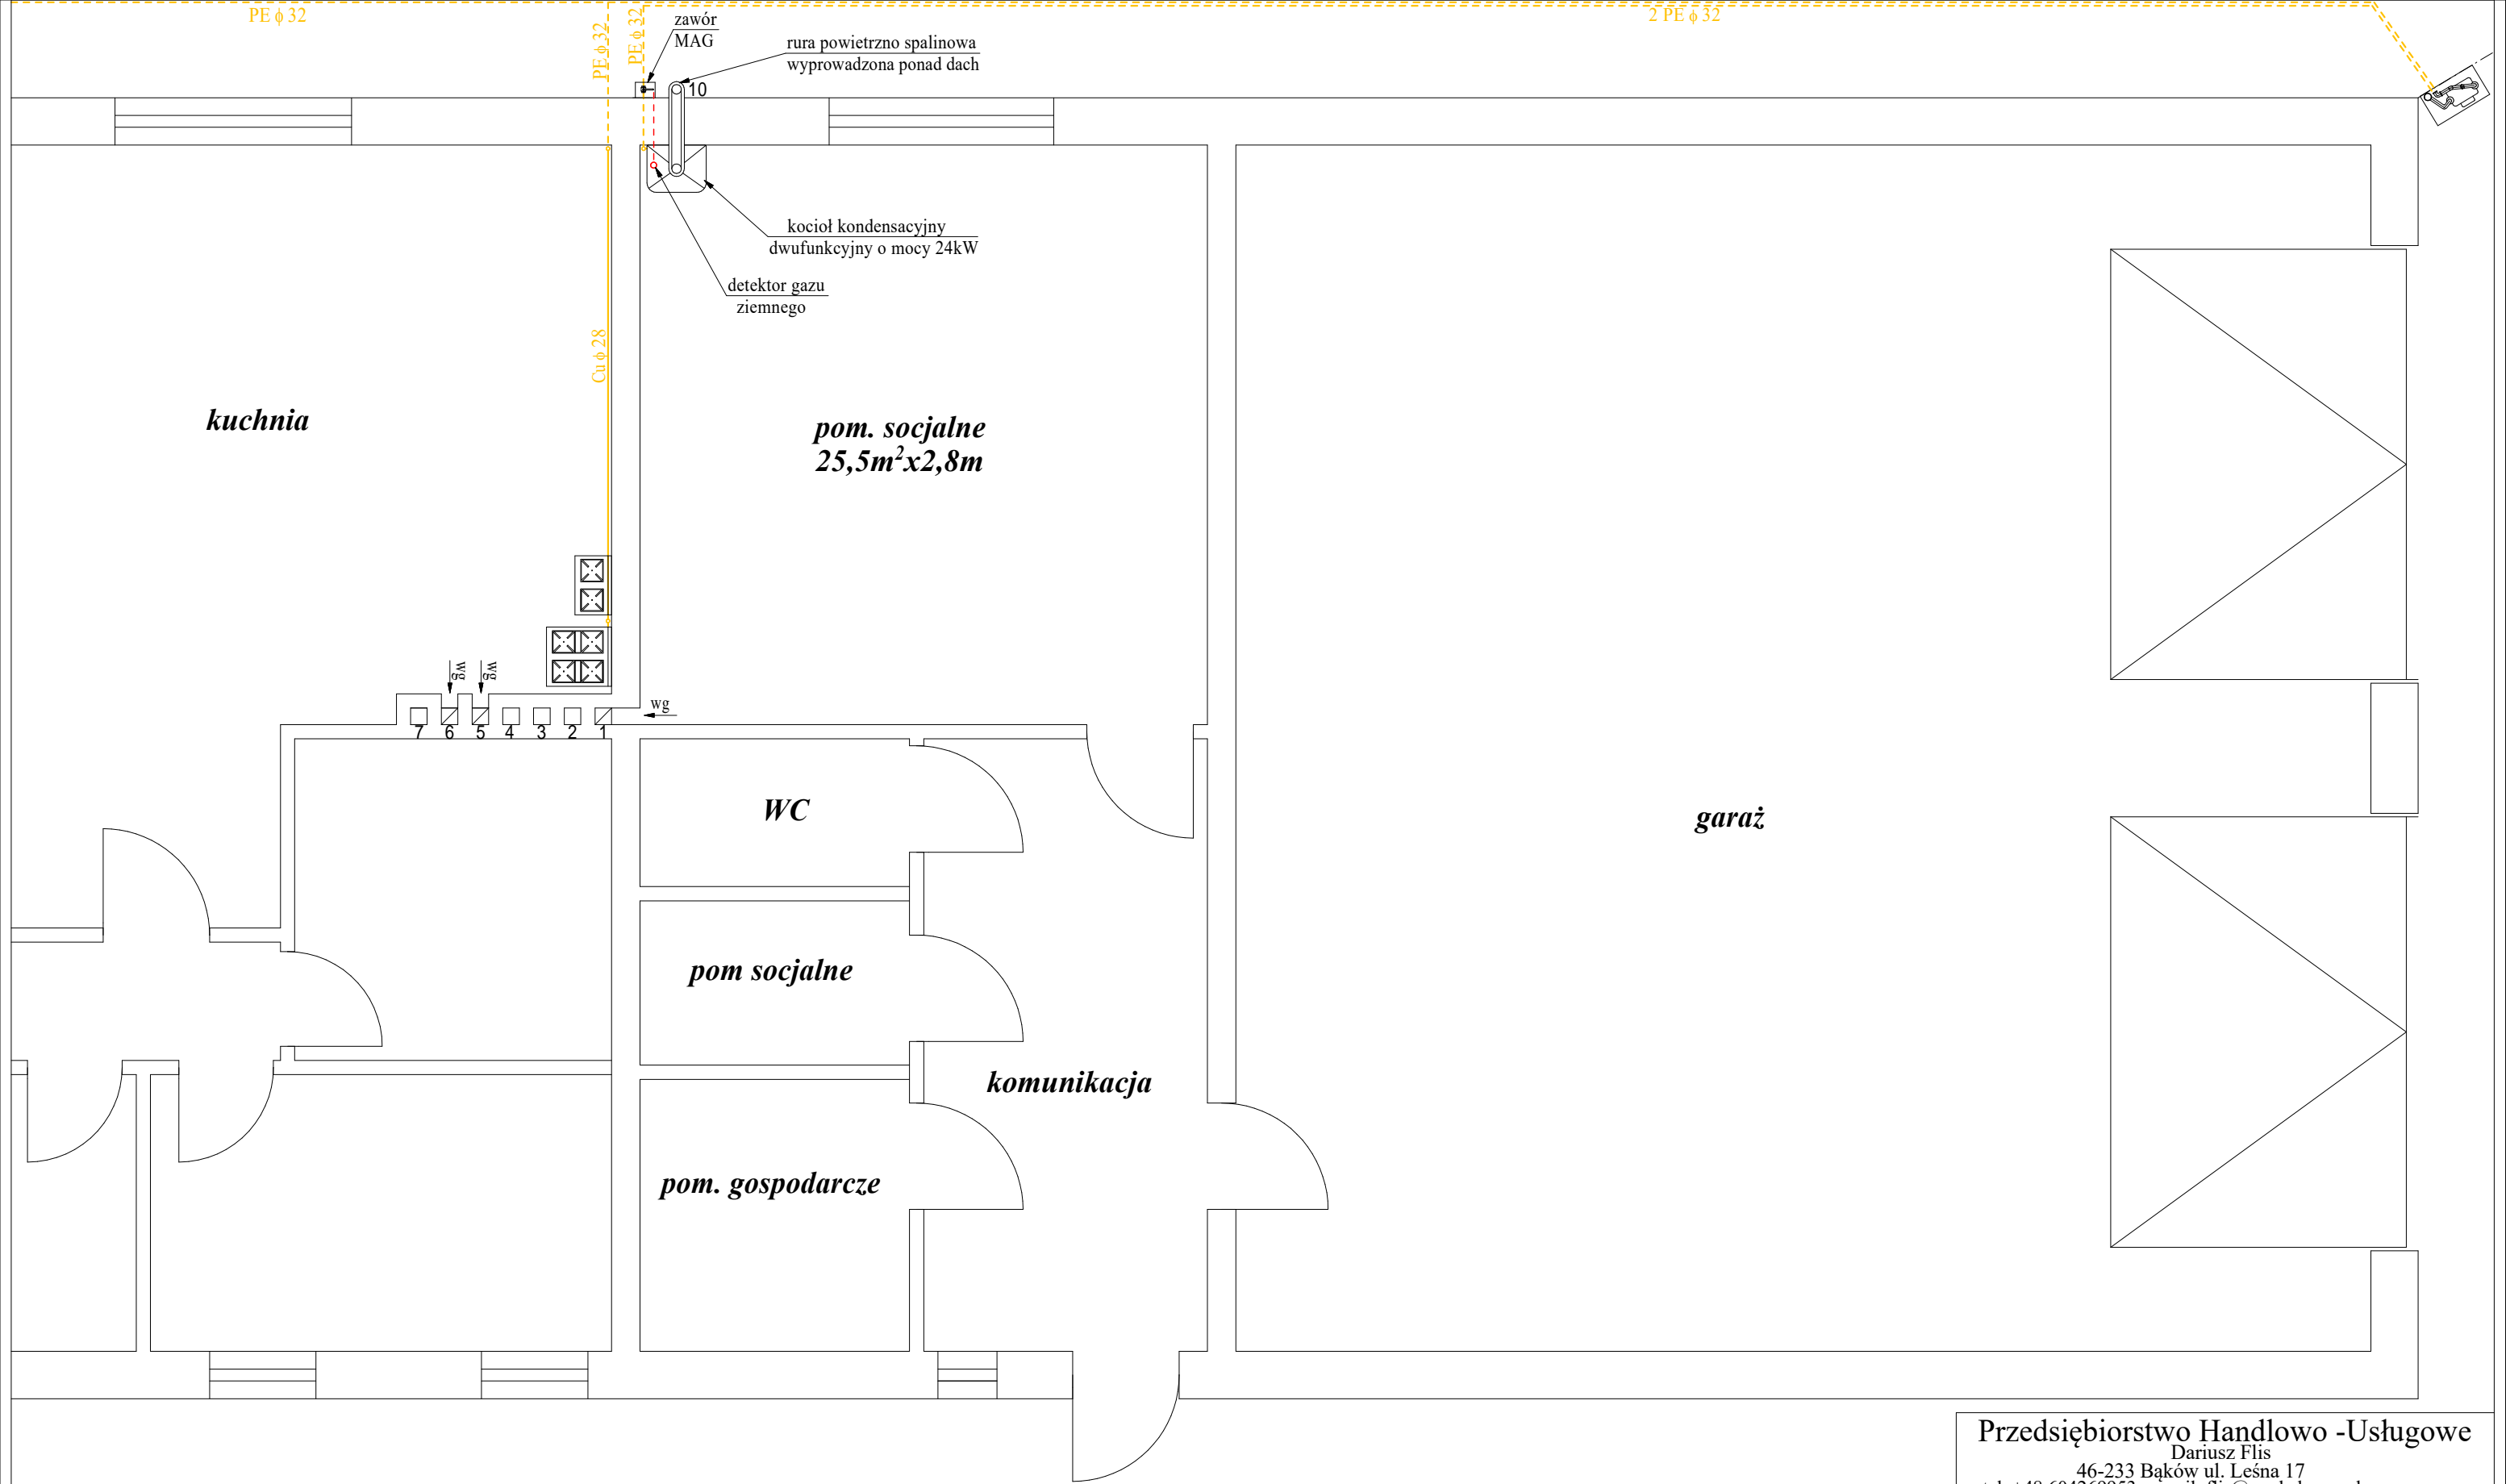 PE ϕ 32
PE ϕ 32
PE ϕ 32
2 PE ϕ 32
zawór
MAG
rura powietrzno spalinowa
wyprowadzona ponad dach
10
kocioł kondensacyjny
dwufunkcyjny o mocy 24kW
detektor gazu
ziemnego
Cu ϕ 28
kuchnia
pom. socjalne
25,5m²x2,8m
wg
wg
wg
7 6 5 4 3 2 1
WC
garaż
pom socjalne
komunikacja
pom. gospodarcze
Przedsiębiorstwo Handlowo -Usługowe
Dariusz Flis
46-233 Bąków ul. Leśna 17